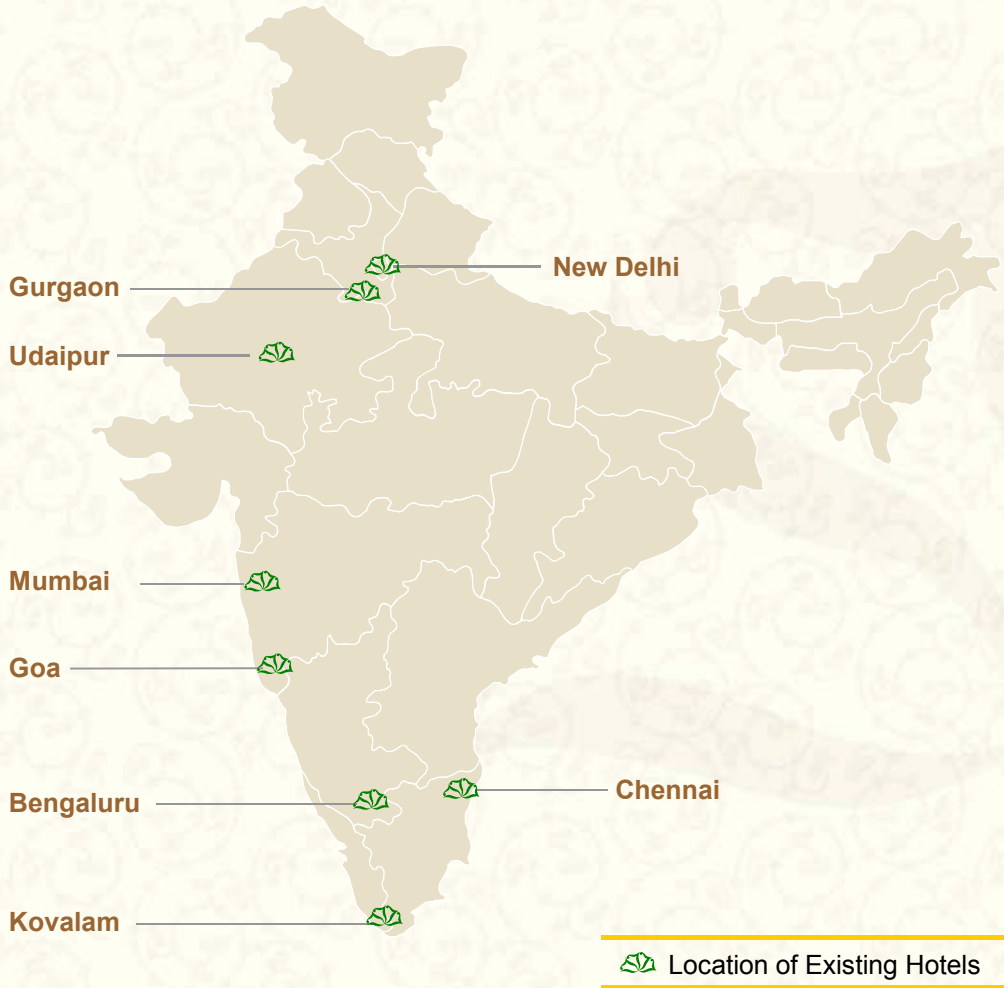 New Delhi
Gurgaon
Udaipur
Mumbai
Goa
Chennai
Bengaluru
Kovalam
Location of Existing Hotels